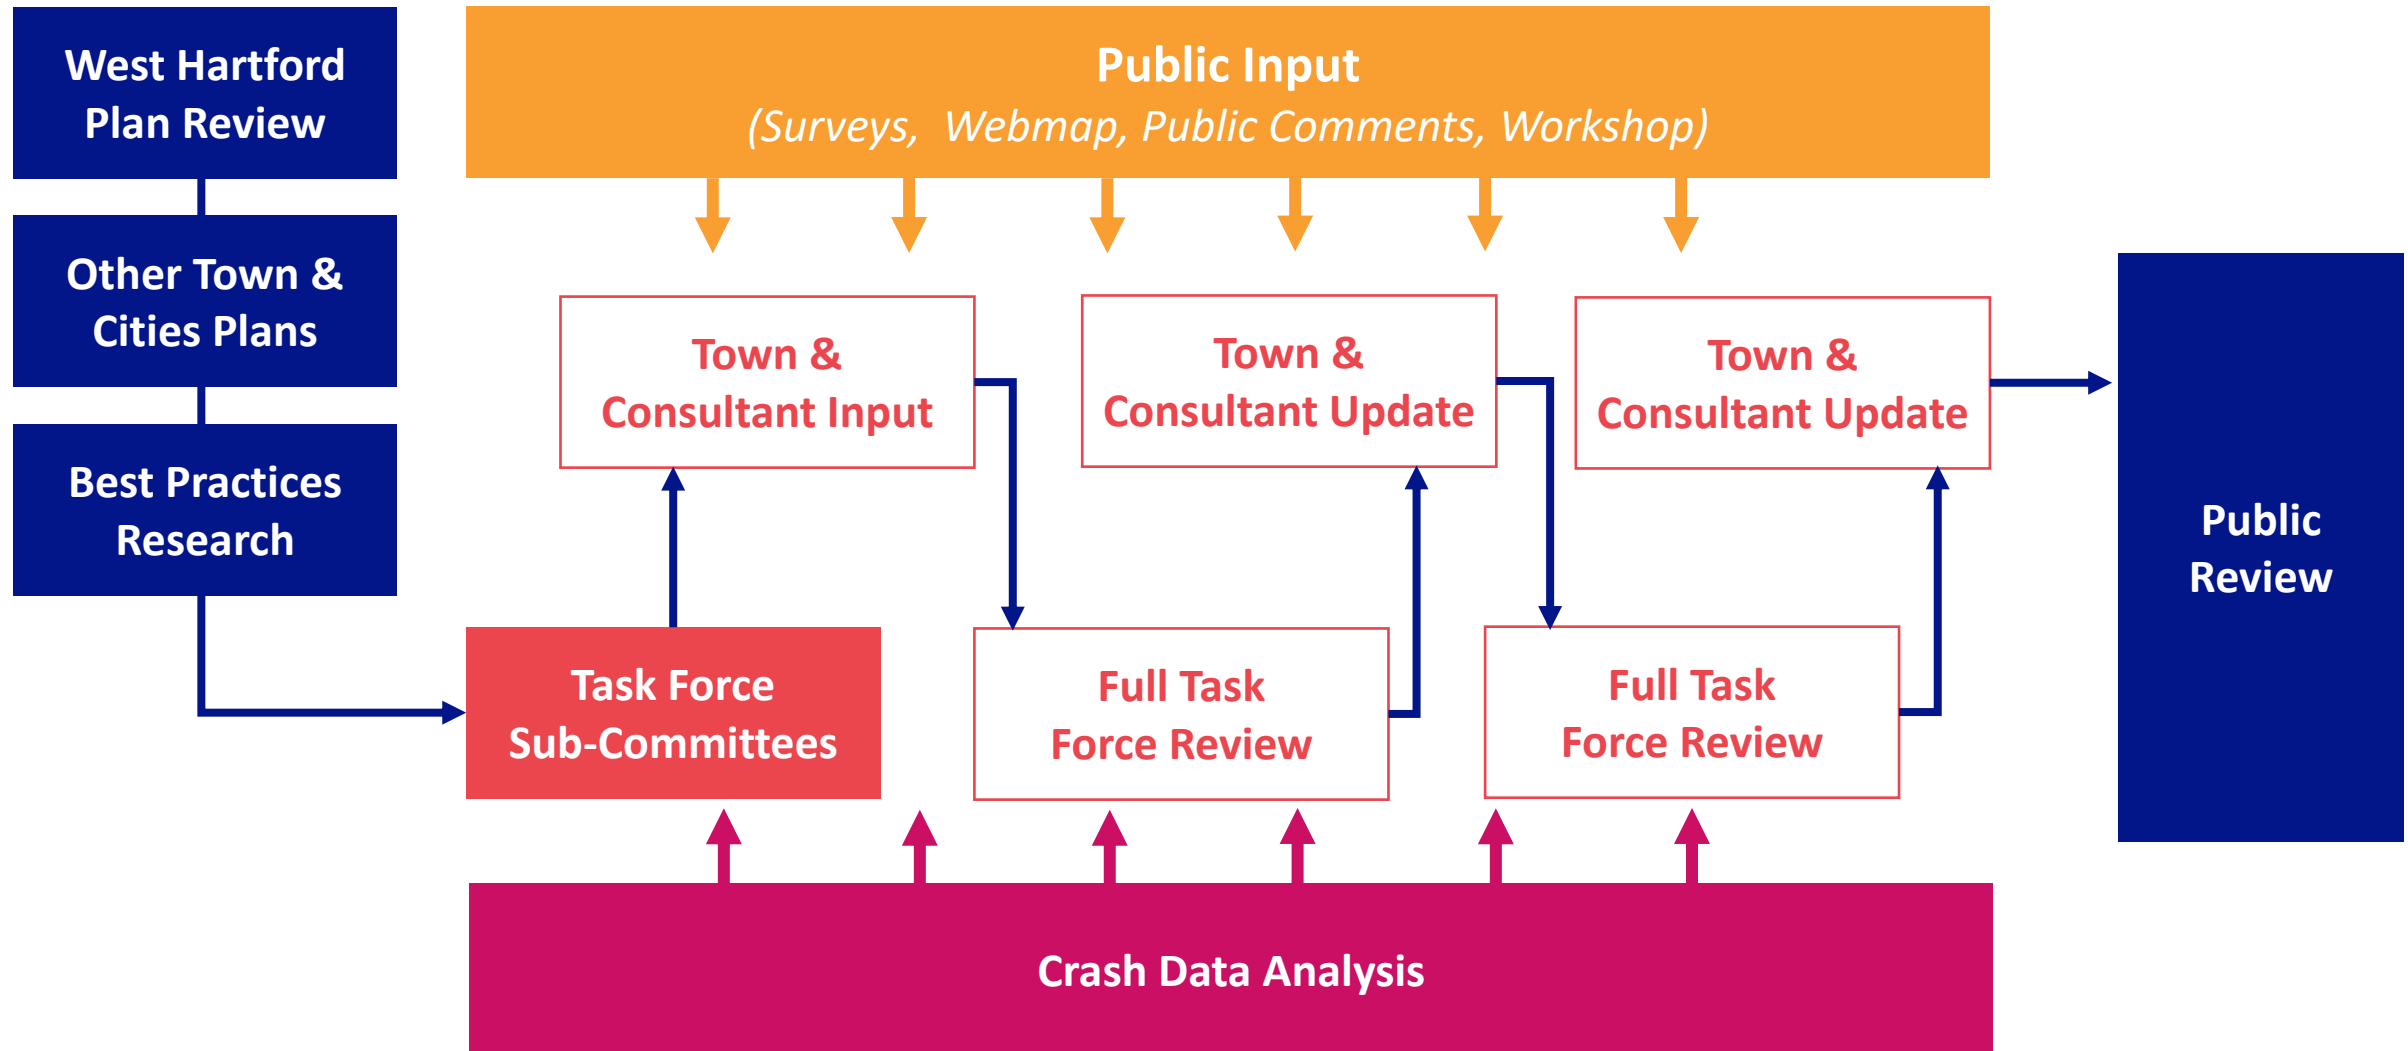 West Hartford
Plan Review
Other Town &
Cities Plans
Best Practices
Research
Public Input
(Surveys,  Webmap, Public Comments, Workshop)
Town &
Consultant Input
Town &
Consultant Update
Town &
Consultant Update
Task Force
Sub-Committees
Full Task
Force Review
Full Task
Force Review
Crash Data Analysis
Public
Review